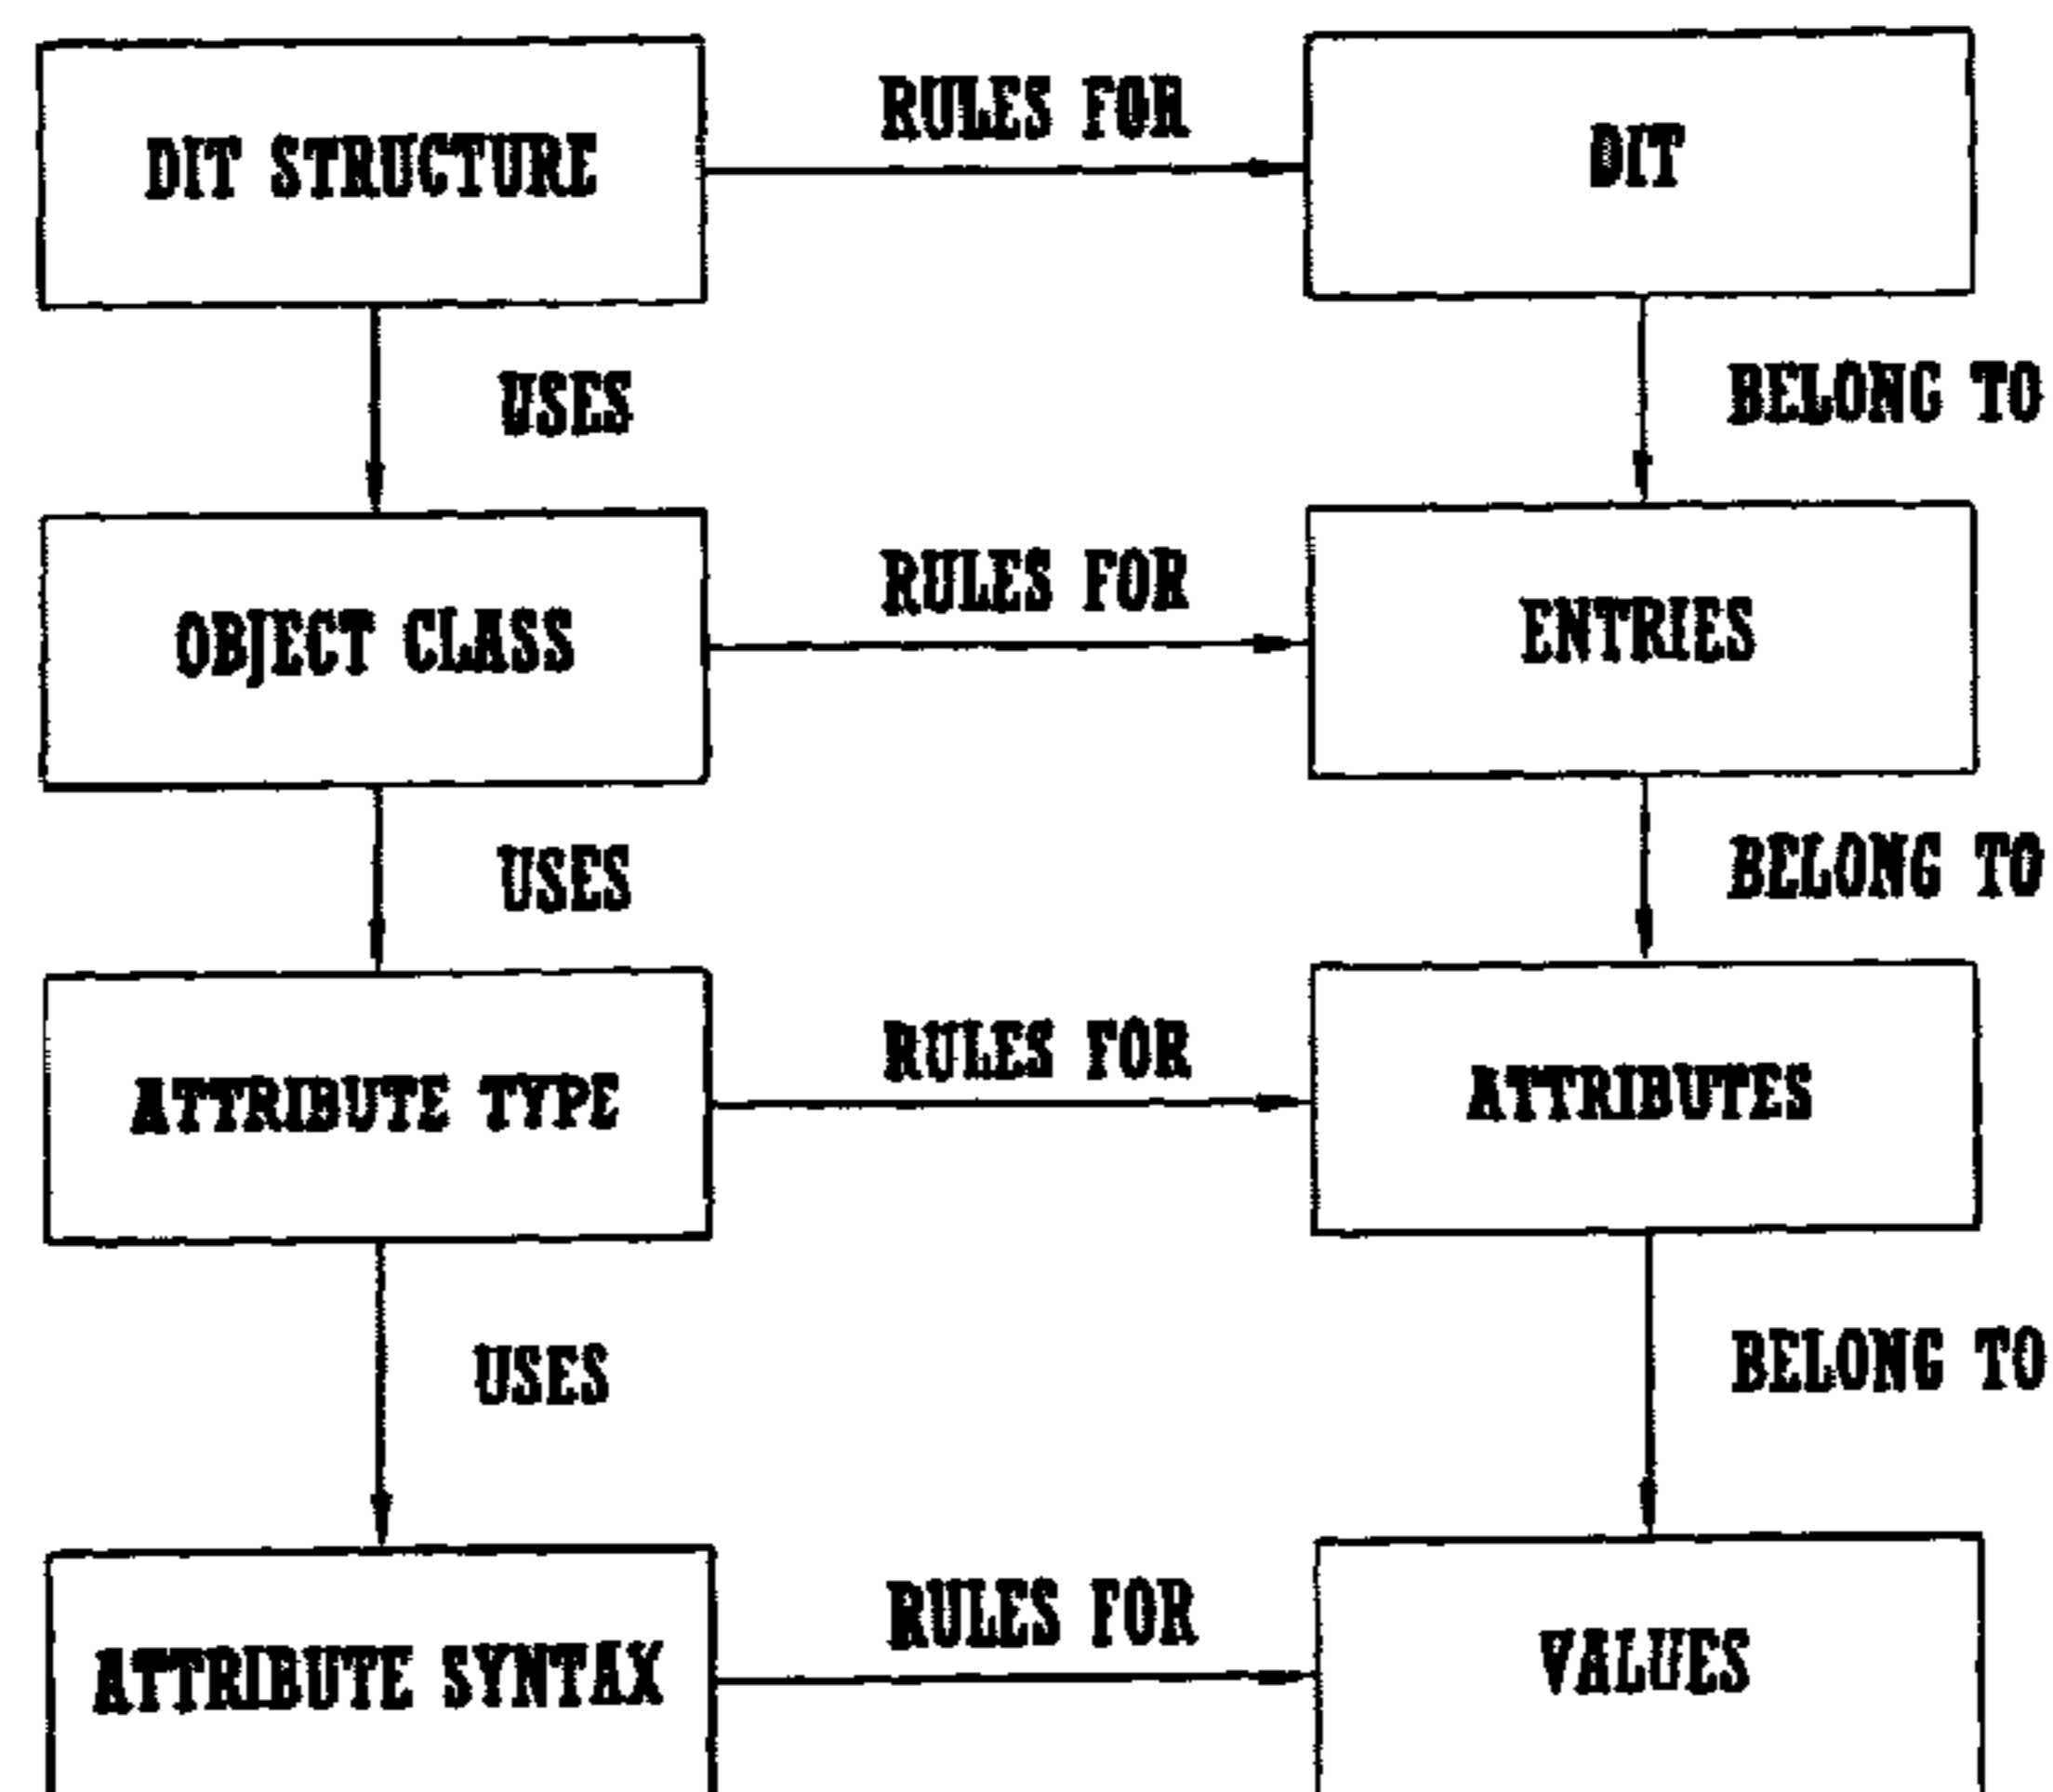 RULES FOR
DIT STRUCTURE
DIT
USES
BELONG TO
RULES FOR
OBJECT CLASS
ENTRIES
USES
BELONG TO
RULES FOR
ATTRIBUTE TYPE
ATTRIBUTES
USES
BELONG TO
RULES FOR
ATTRIBUTE SYNTAX
VALUES